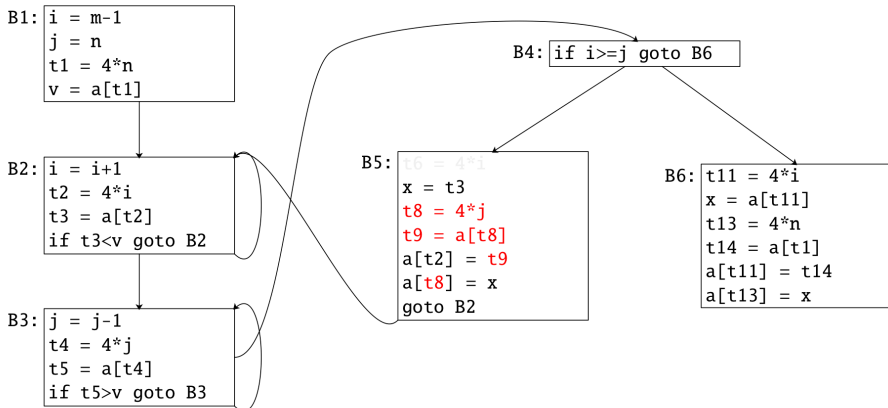 B1: i = m-1
j = n
t1 = 4*n
v = a[t1]
B2: i = i+1
t2 = 4*i
t3 = a[t2]
if t3<v goto B2
B3: j = j-1
t4 = 4*j
t5 = a[t4]
if t5>v goto B3
B4: if i>=j goto B6
B5: t6 = 4*i
x = t3
t8 = 4*j
t9 = a[t8]
a[t2] = t9
a[t8] = x
goto B2
B6: t11 = 4*i
x = a[t11]
t13 = 4*n
t14 = a[t1]
a[t11] = t14
a[t13] = x